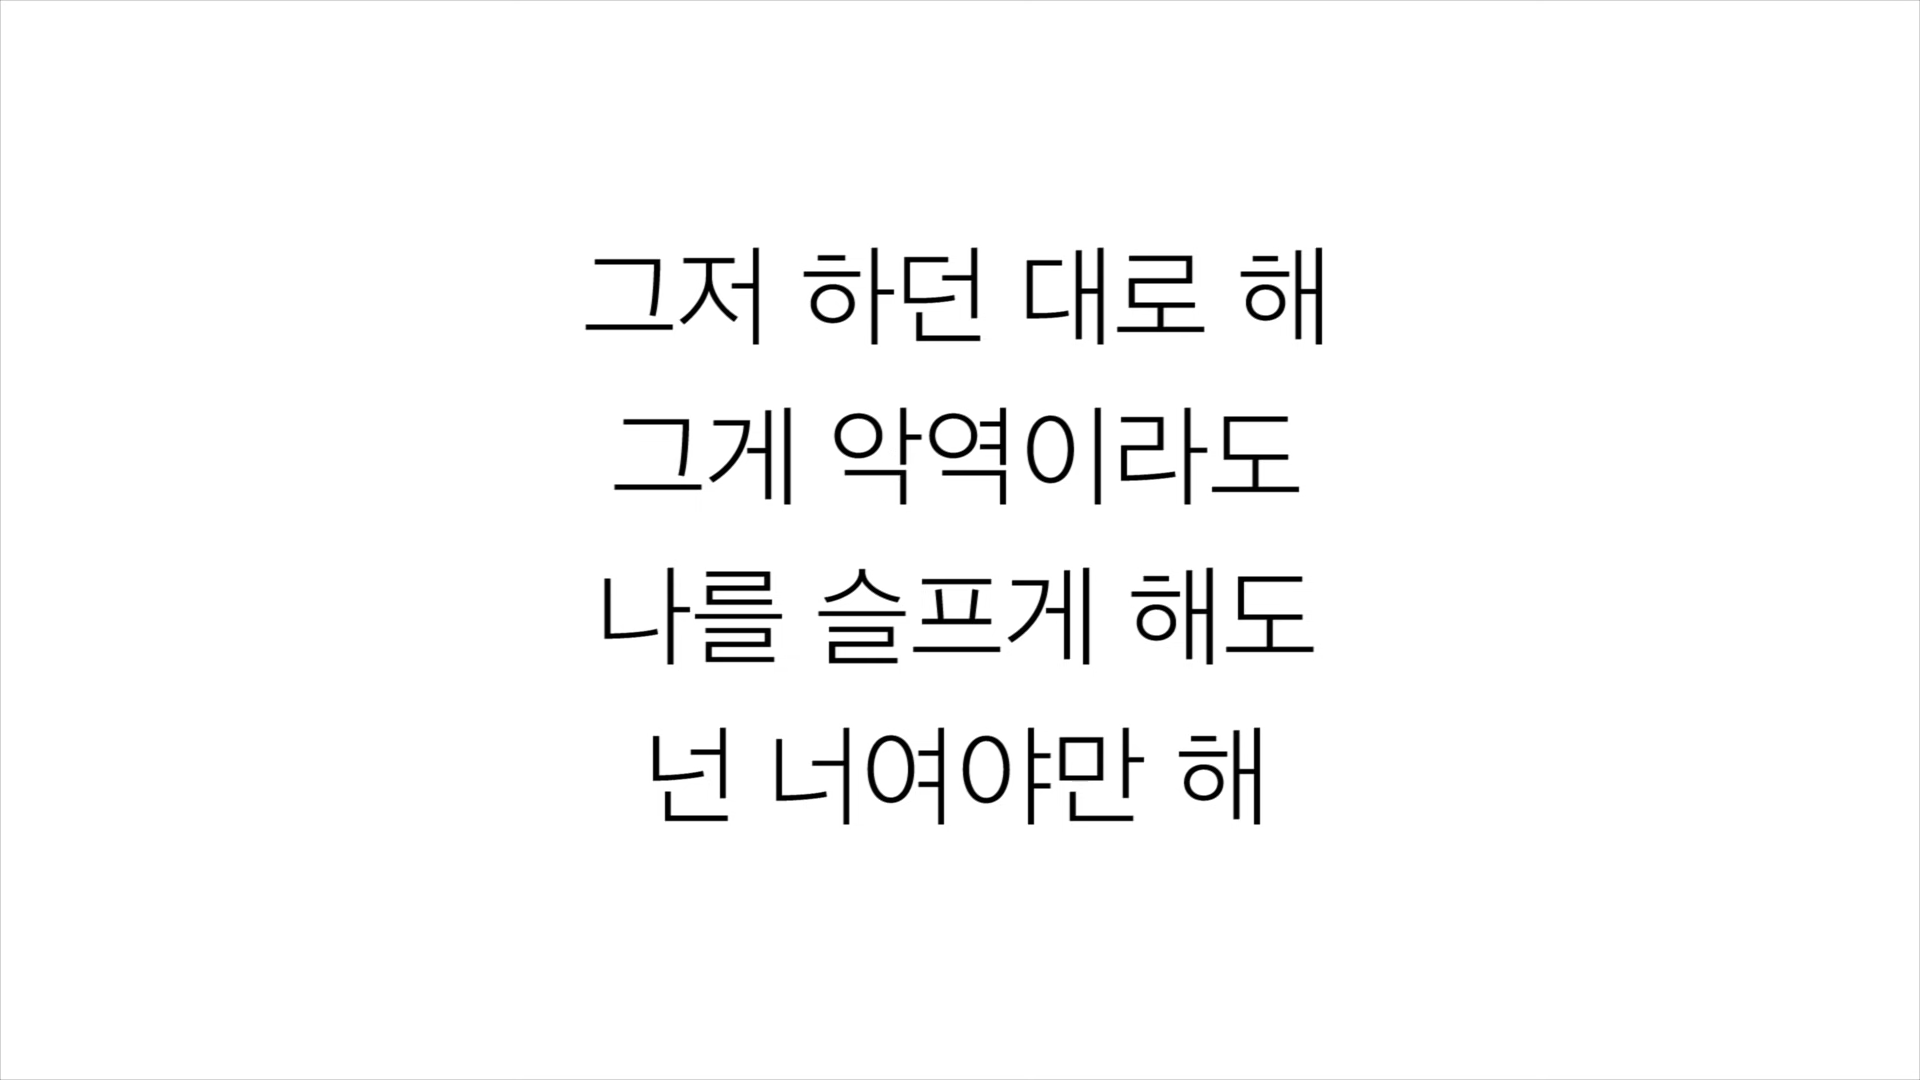 그저 하던 대로 해
그게 악역이라도
나를 슬프게 해도
넌 너여야만 해